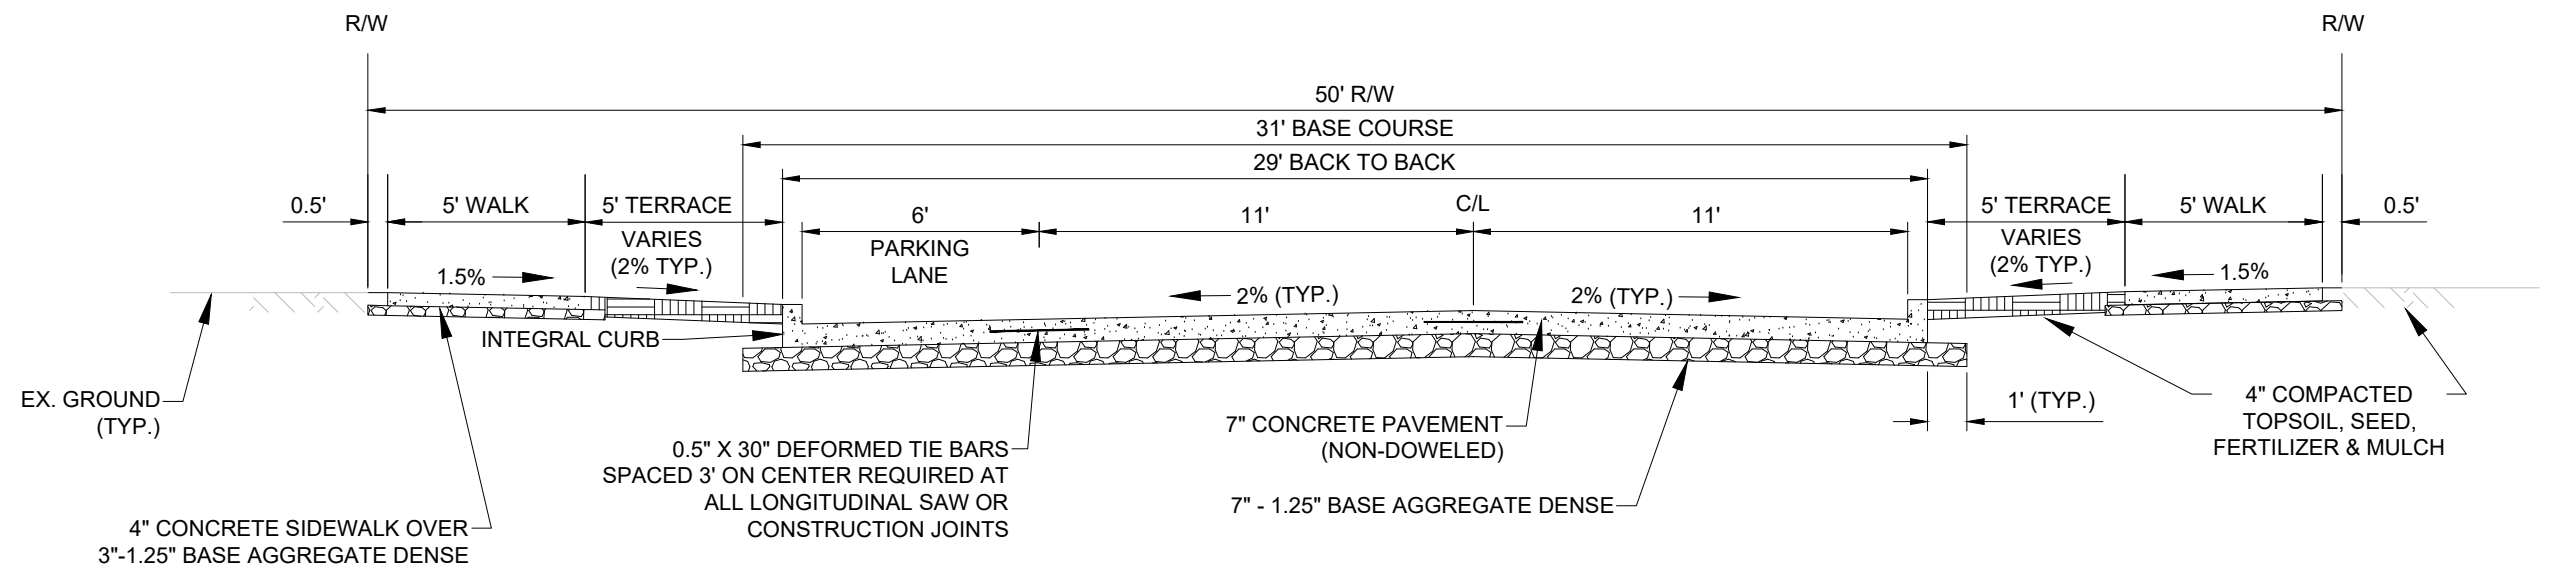 R/W
R/W
50' R/W
31' BASE COURSE
29' BACK TO BACK
0.5'
5' WALK
5' TERRACE
6'
11'
C/L
11'
5' TERRACE
5' WALK
0.5'
VARIES
(2% TYP.)
PARKING
LANE
VARIES
(2% TYP.)
1.5%
2% (TYP.)
2% (TYP.)
1.5%
INTEGRAL CURB
EX. GROUND
(TYP.)
4" CONCRETE SIDEWALK OVER
3"-1.25" BASE AGGREGATE DENSE
0.5" X 30" DEFORMED TIE BARS
SPACED 3' ON CENTER REQUIRED AT
ALL LONGITUDINAL SAW OR
CONSTRUCTION JOINTS
7" CONCRETE PAVEMENT
(NON-DOWELED)
7" - 1.25" BASE AGGREGATE DENSE
1' (TYP.)
4" COMPACTED
TOPSOIL, SEED,
FERTILIZER & MULCH